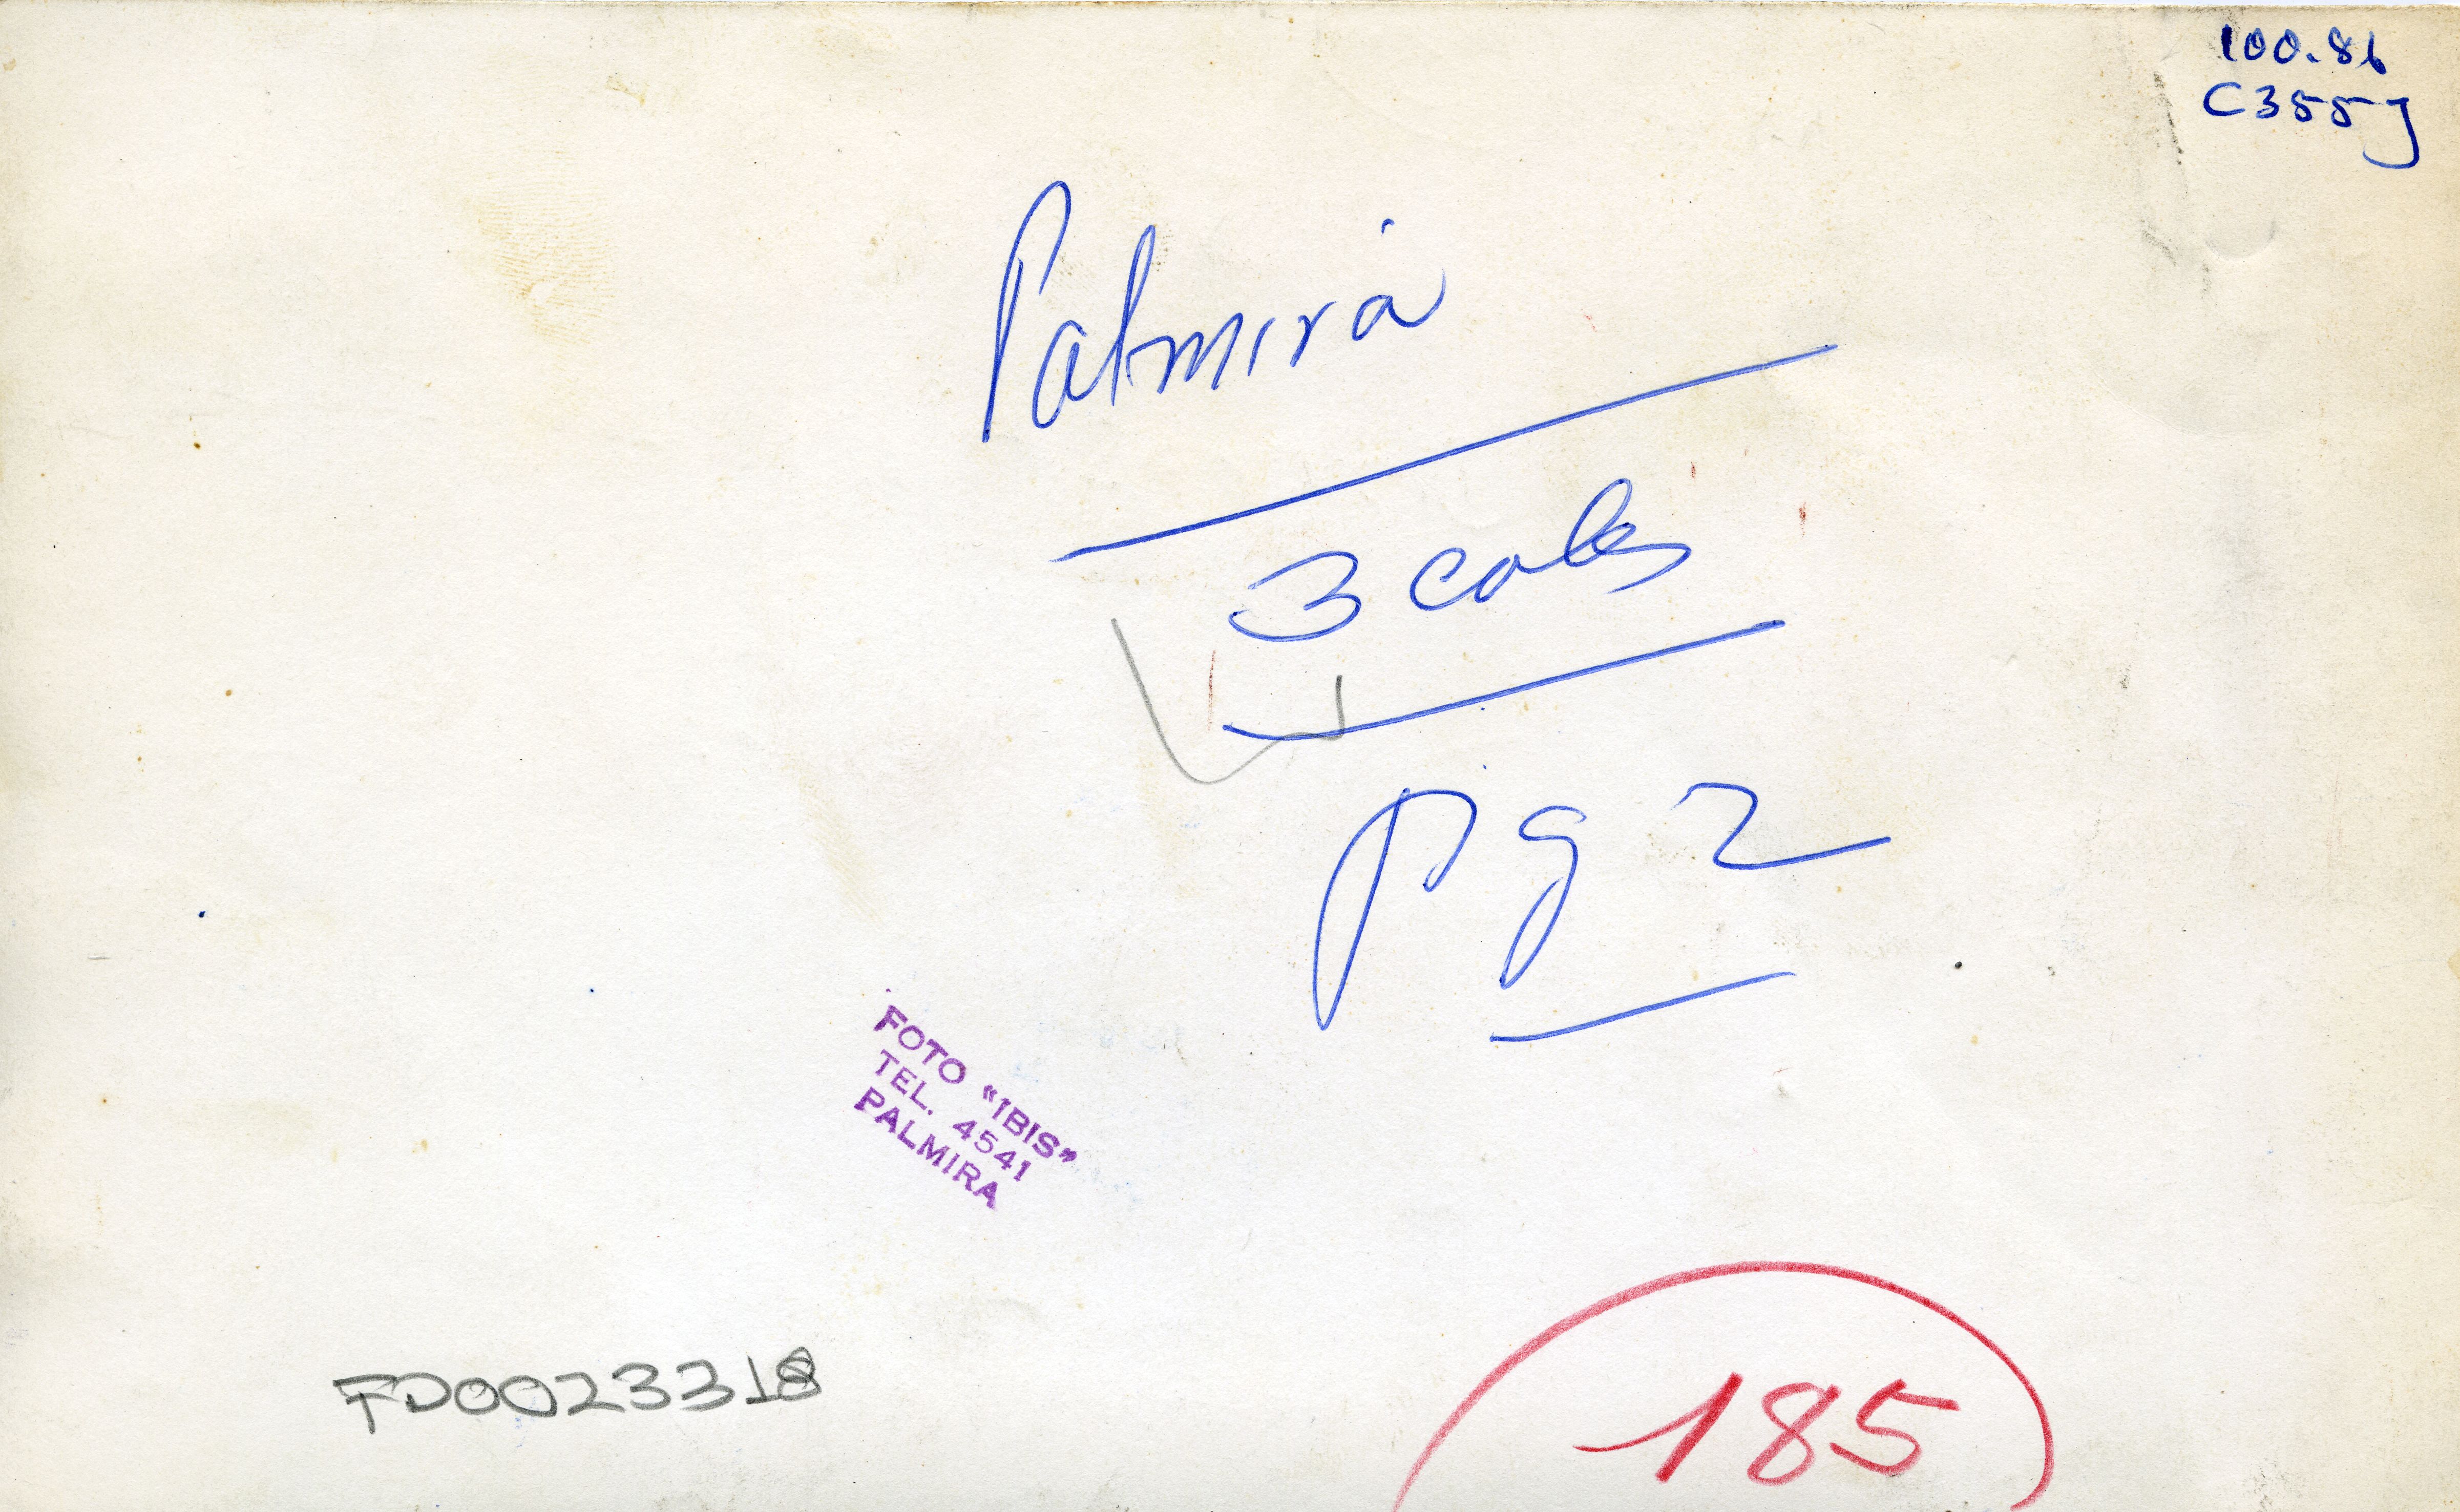 100.86
C355J
Palmira
3 cols
pg 2
FOTO "IBIS"
TEL. 4541
PALMIRA
FD0023318
185